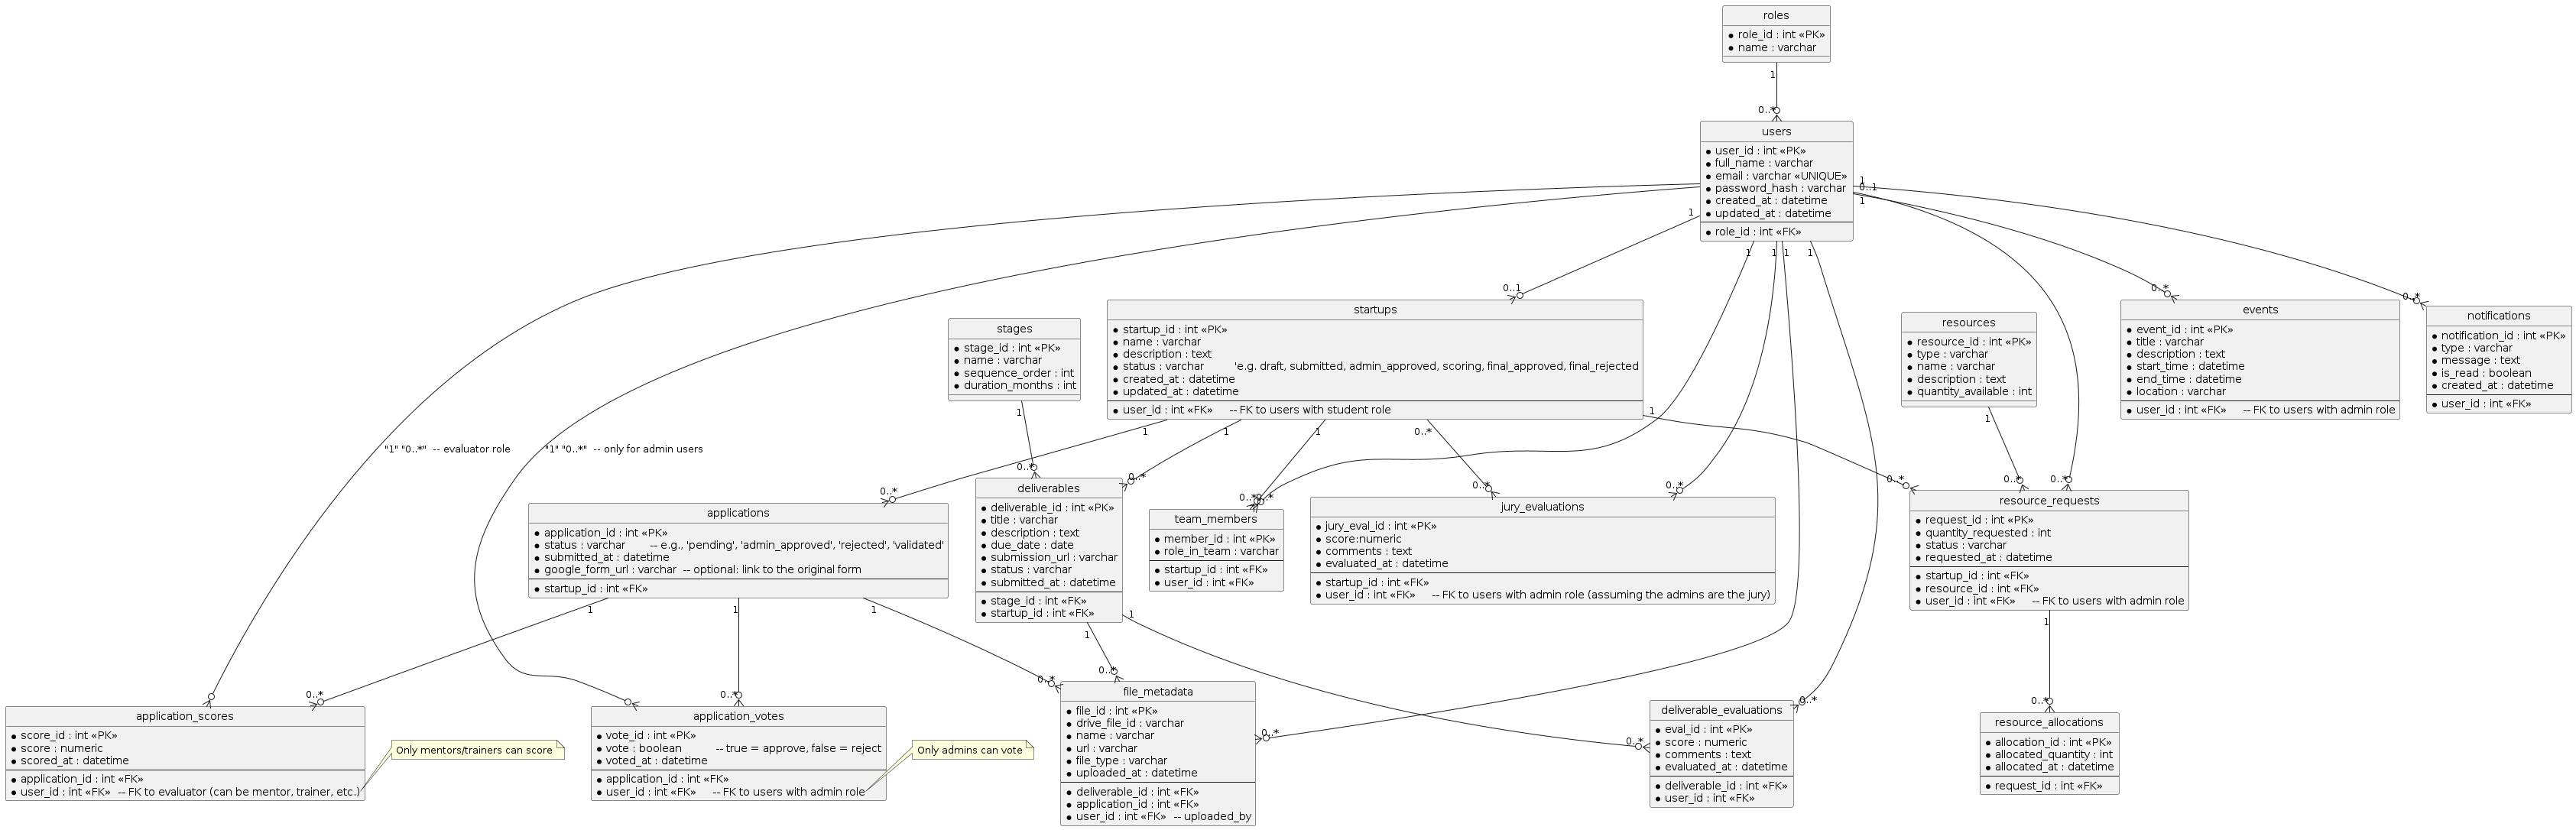 roles
role_id : int «PK»
name : varchar
1
0..*
users
user_id : int «PK»
full_name : varchar
email : varchar «UNIQUE»
password_hash : varchar
created_at : datetime
updated_at : datetime
role_id : int «FK»
1
0..1
1
1
1
1
1
1
0..1
startups
startup_id : int «PK»
name : varchar
description : text
status : varchar 'e.g. draft, submitted, admin_approved, scoring, final_approved, final_rejected
created_at : datetime
updated_at : datetime
user_id : int «FK» -- FK to users with student role
stages
stage_id : int «PK»
name : varchar
sequence_order : int
duration_months : int
resources
resource_id : int «PK»
type : varchar
name : varchar
description : text
quantity_available : int
0..*
events
event_id : int «PK»
title : varchar
description : text
start_time : datetime
end_time : datetime
location : varchar
user_id : int «FK» -- FK to users with admin role
0..*
notifications
notification_id : int «PK»
type : varchar
message : text
is_read : boolean
created_at : datetime
user_id : int «FK»
1
1
1
1
0..*
1
1
"1" "0..*" -- evaluator role
"1" "0..*" -- only for admin users
0..*
applications
application_id : int «PK»
status : varchar -- e.g., 'pending', 'admin_approved', 'rejected', 'validated'
submitted_at : datetime
google_form_url : varchar -- optional: link to the original form
startup_id : int «FK»
0..*
0..*
deliverables
deliverable_id : int «PK»
title : varchar
description : text
due_date : date
submission_url : varchar
status : varchar
submitted_at : datetime
stage_id : int «FK»
startup_id : int «FK»
0..*
0..*
team_members
member_id : int «PK»
role_in_team : varchar
startup_id : int «FK»
user_id : int «FK»
0..*
0..*
jury_evaluations
jury_eval_id : int «PK»
score:numeric
comments : text
evaluated_at : datetime
startup_id : int «FK»
user_id : int «FK» -- FK to users with admin role (assuming the admins are the jury)
0..*
0..*
0..*
resource_requests
request_id : int «PK»
quantity_requested : int
status : varchar
requested_at : datetime
startup_id : int «FK»
resource_id : int «FK»
user_id : int «FK» -- FK to users with admin role
1
1
1
1
1
1
0..*
application_scores
score_id : int «PK»
score : numeric
scored_at : datetime
application_id : int «FK»
user_id : int «FK» -- FK to evaluator (can be mentor, trainer, etc.)
Only mentors/trainers can score
0..*
application_votes
vote_id : int «PK»
vote : boolean -- true = approve, false = reject
voted_at : datetime
application_id : int «FK»
user_id : int «FK» -- FK to users with admin role
Only admins can vote
0..*
0..*
0..*
file_metadata
file_id : int «PK»
drive_file_id : varchar
name : varchar
url : varchar
file_type : varchar
uploaded_at : datetime
deliverable_id : int «FK»
application_id : int «FK»
user_id : int «FK» -- uploaded_by
0..*
0..*
deliverable_evaluations
eval_id : int «PK»
score : numeric
comments : text
evaluated_at : datetime
deliverable_id : int «FK»
user_id : int «FK»
0..*
resource_allocations
allocation_id : int «PK»
allocated_quantity : int
allocated_at : datetime
request_id : int «FK»